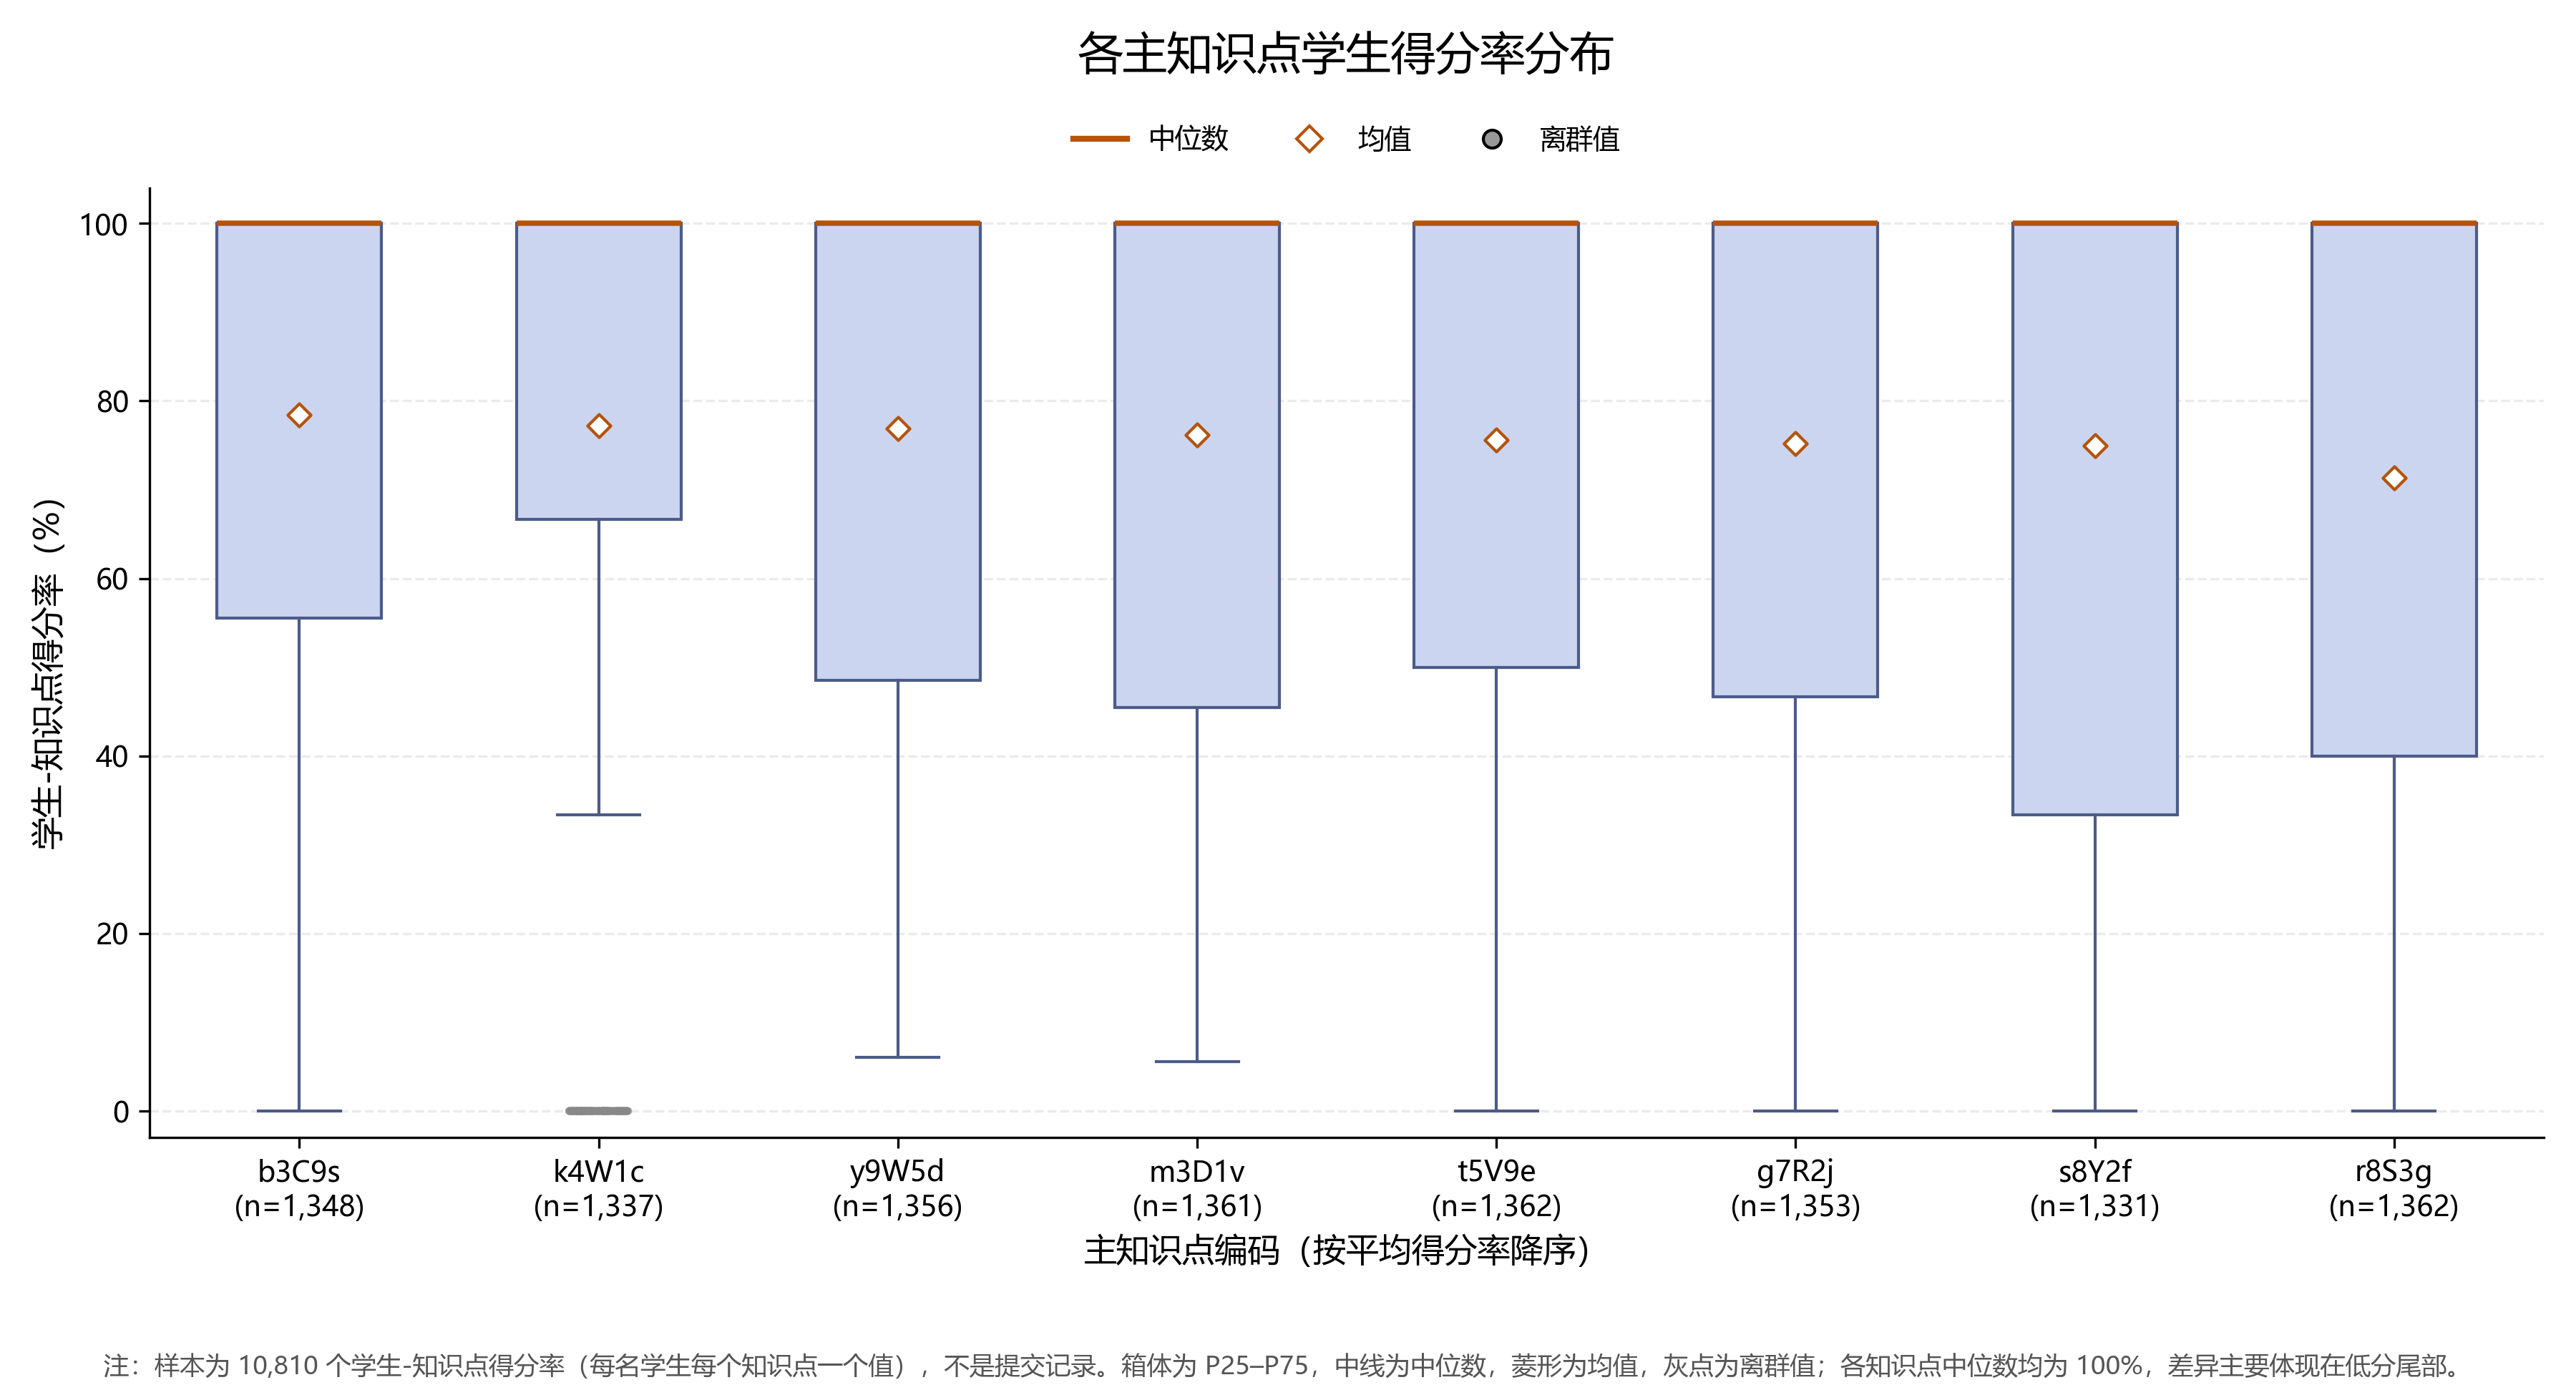 各主知识点学生得分率分布
中位数 均值 离群值
学生-知识点得分率（%）
100
80
60
40
20
0
b3C9s k4W1c y9W5d m3D1v t5V9e g7R2j s8Y2f r8S3g
(n=1,348) (n=1,337) (n=1,356) (n=1,361) (n=1,362) (n=1,353) (n=1,331) (n=1,362)
主知识点编码（按平均得分率降序）
注：样本为 10,810 个学生-知识点得分率（每名学生每个知识点一个值），不是提交记录。箱体为 P25–P75，中线为中位数，菱形为均值，灰点为离群值；各知识点中位数均为 100%，差异主要体现在低分尾部。